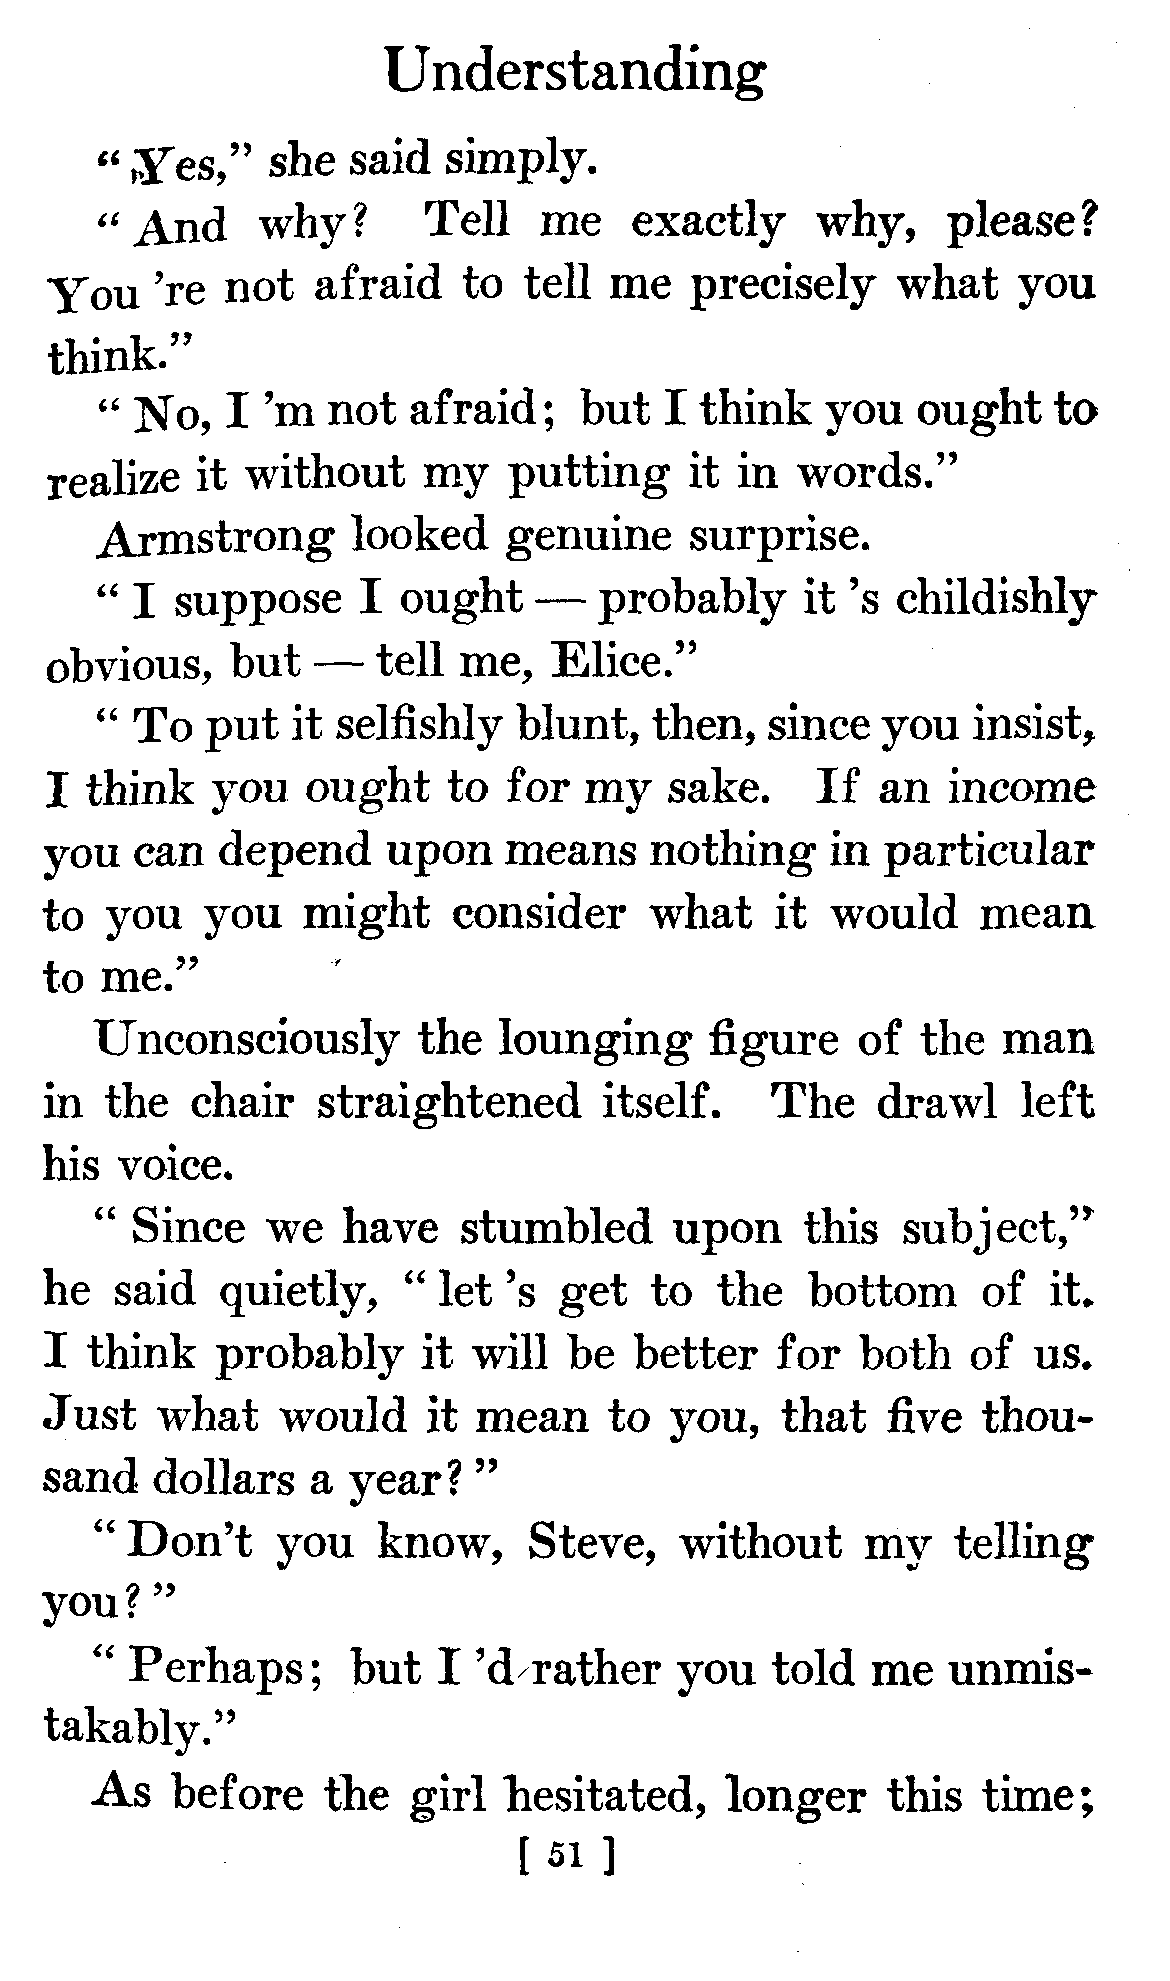 Understanding
"Yes," she said simply.
"And why? Tell me exactly why, please?
You 're not afraid to tell me precisely what you
think."
"No, I 'm not afraid; but I think you ought to
realize it without my putting it in words."
Armstrong looked genuine surprise.
"I suppose I ought — probably it 's childishly
obvious, but — tell me, Elice."
"To put it selfishly blunt, then, since you insist,
I think you ought to for my sake. If an income
you can depend upon means nothing in particular
to you you might consider what it would mean
to me."
Unconsciously the lounging figure of the man
in the chair straightened itself. The drawl left
his voice.
"Since we have stumbled upon this subject,"
he said quietly, "let 's get to the bottom of it.
I think probably it will be better for both of us.
Just what would it mean to you, that five thou-
sand dollars a year?"
"Don't you know, Steve, without my telling
you?"
"Perhaps; but I 'd rather you told me unmis-
takably."
As before the girl hesitated, longer this time;
[ 51 ]